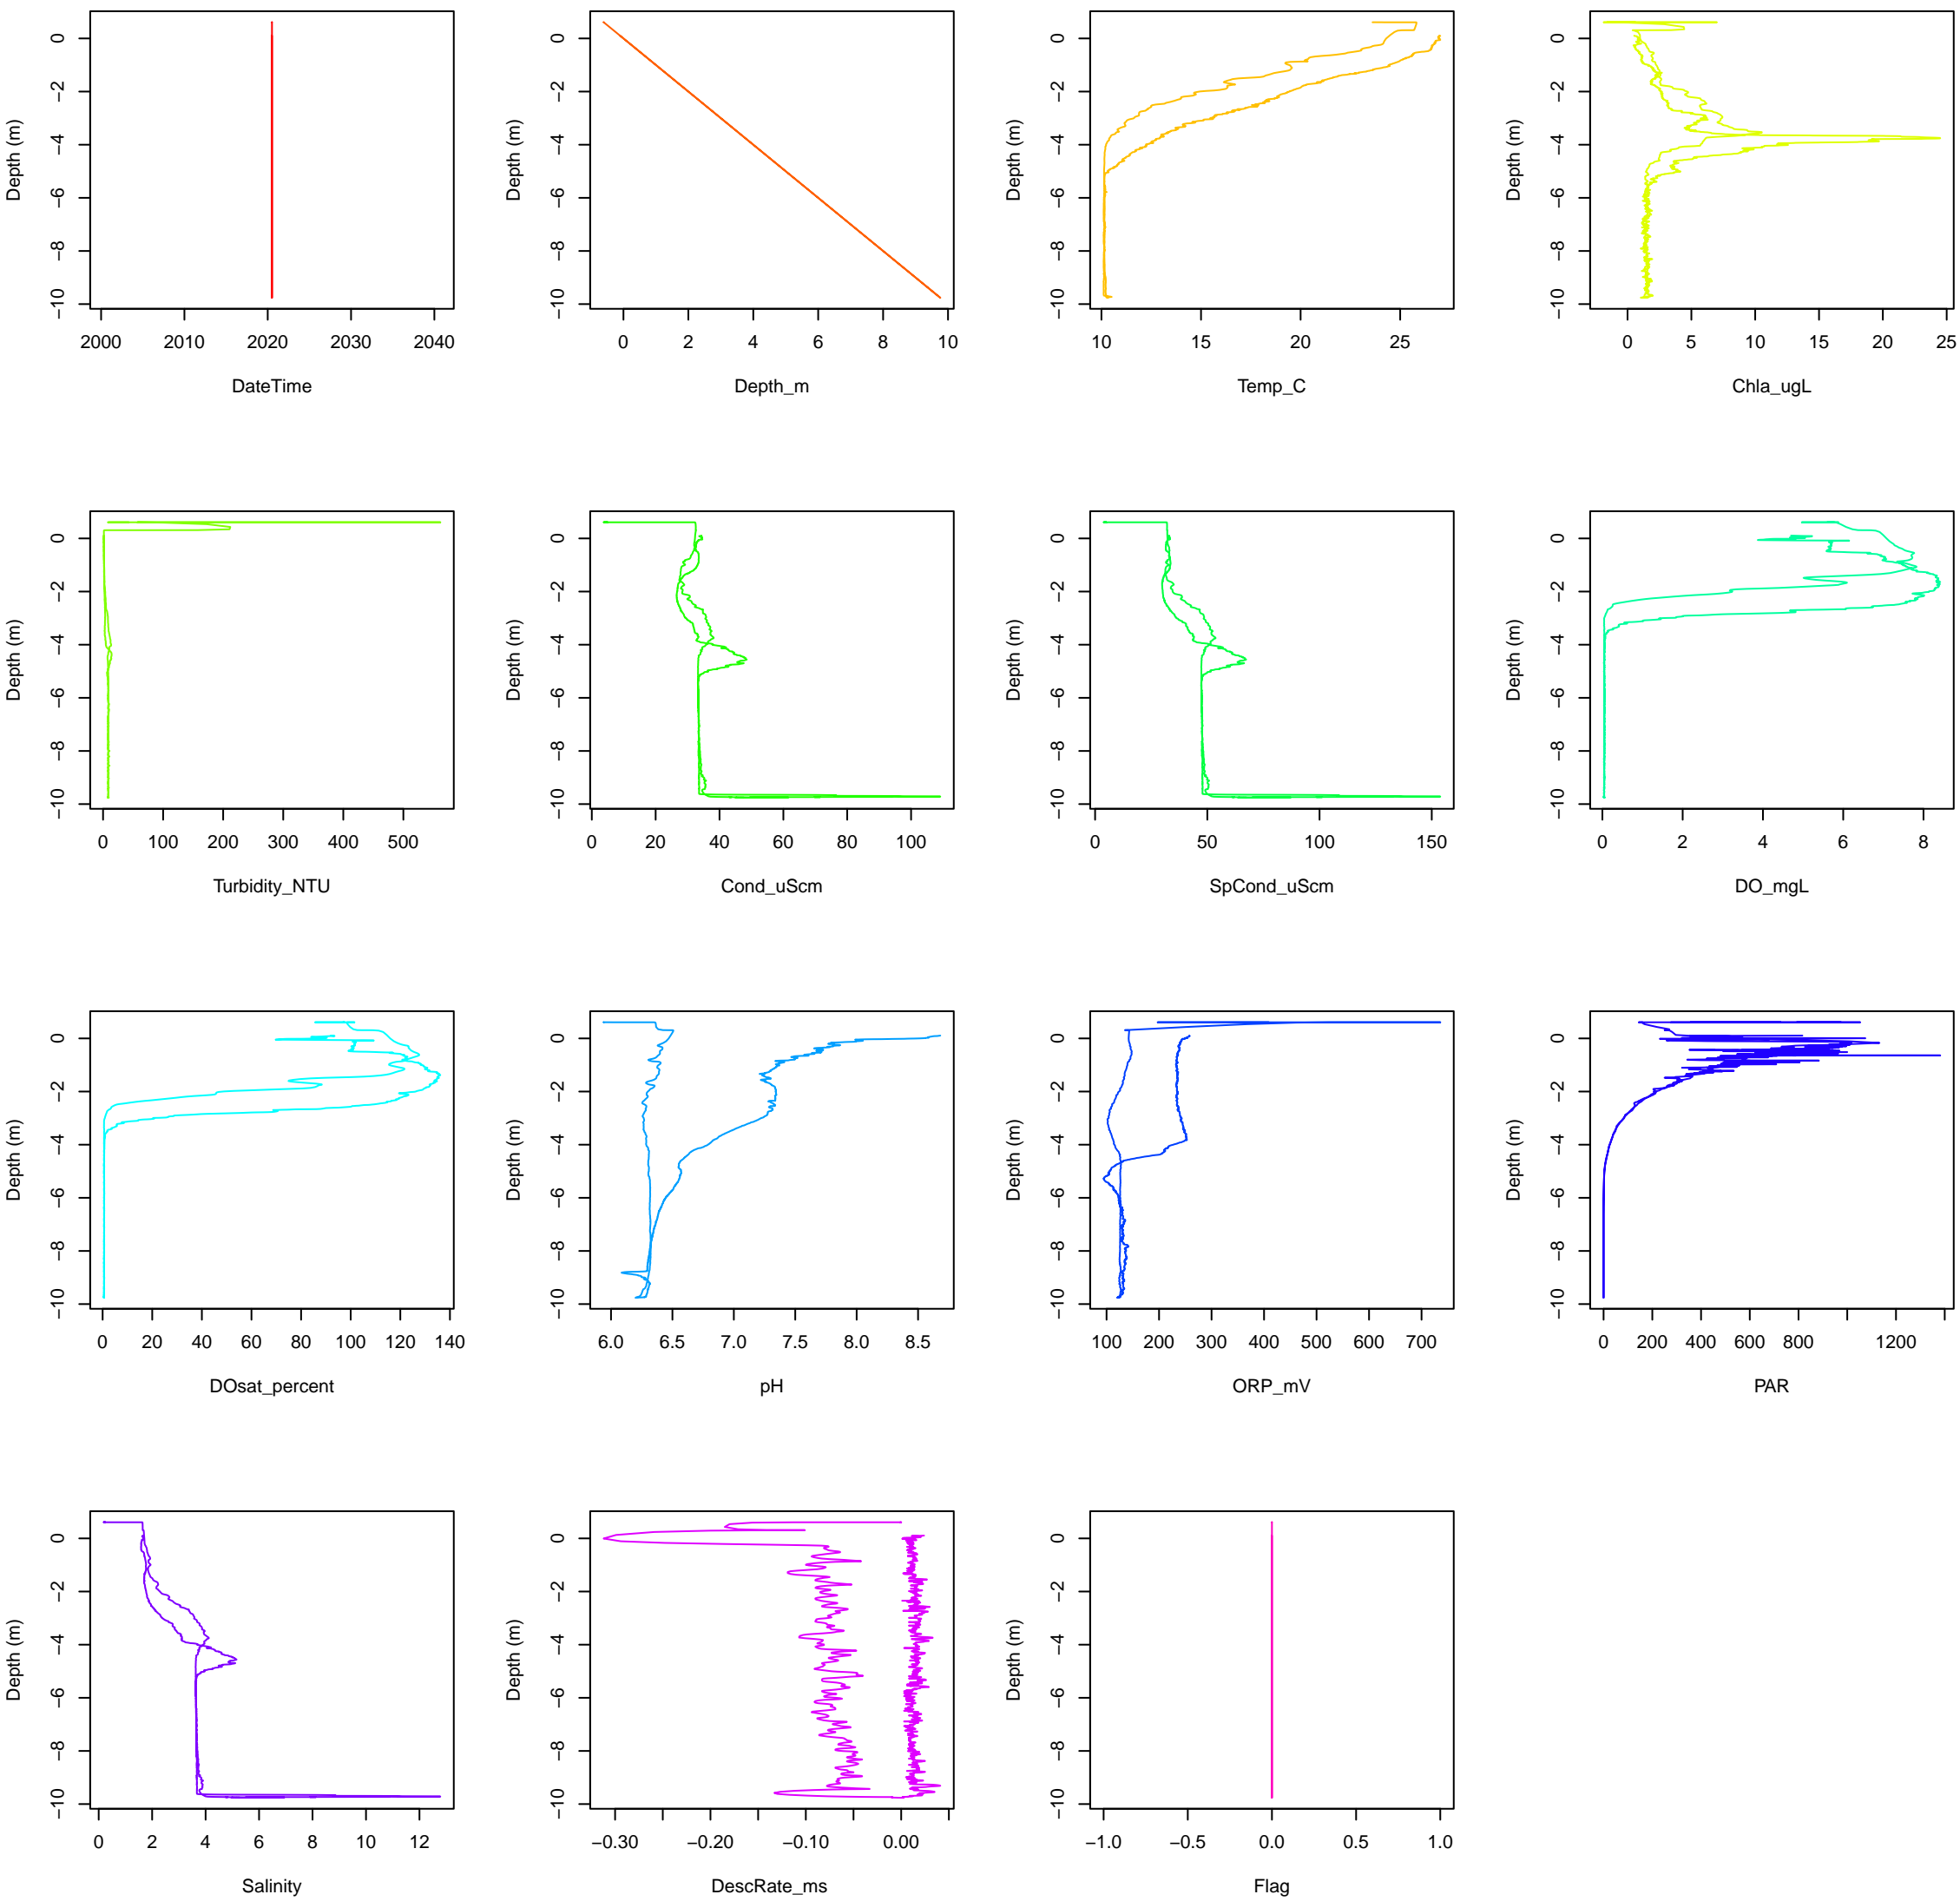 Depth (m)
0
−2
−4
−6
−8
−10
2000 2010 2020 2030 2040
DateTime
Depth (m)
0
−2
−4
−6
−8
−10
0 2 4 6 8 10
Depth_m
Depth (m)
0
−2
−4
−6
−8
−10
10 15 20 25
Temp_C
Depth (m)
0
−2
−4
−6
−8
−10
0 5 10 15 20 25
Chla_ugL
Depth (m)
0
−2
−4
−6
−8
−10
0 100 200 300 400 500
Turbidity_NTU
Depth (m)
0
−2
−4
−6
−8
−10
0 20 40 60 80 100
Cond_uScm
Depth (m)
0
−2
−4
−6
−8
−10
0 50 100 150
SpCond_uScm
Depth (m)
0
−2
−4
−6
−8
−10
0 2 4 6 8
DO_mgL
Depth (m)
0
−2
−4
−6
−8
−10
0 20 40 60 80 100 120 140
DOsat_percent
Depth (m)
0
−2
−4
−6
−8
−10
6.0 6.5 7.0 7.5 8.0 8.5
pH
Depth (m)
0
−2
−4
−6
−8
−10
100 200 300 400 500 600 700
ORP_mV
Depth (m)
0
−2
−4
−6
−8
−10
0 200 400 600 800 1200
PAR
Depth (m)
0
−2
−4
−6
−8
−10
0 2 4 6 8 10 12
Salinity
Depth (m)
0
−2
−4
−6
−8
−10
−0.30 −0.20 −0.10 0.00
DescRate_ms
Depth (m)
0
−2
−4
−6
−8
−10
−1.0 −0.5 0.0 0.5 1.0
Flag